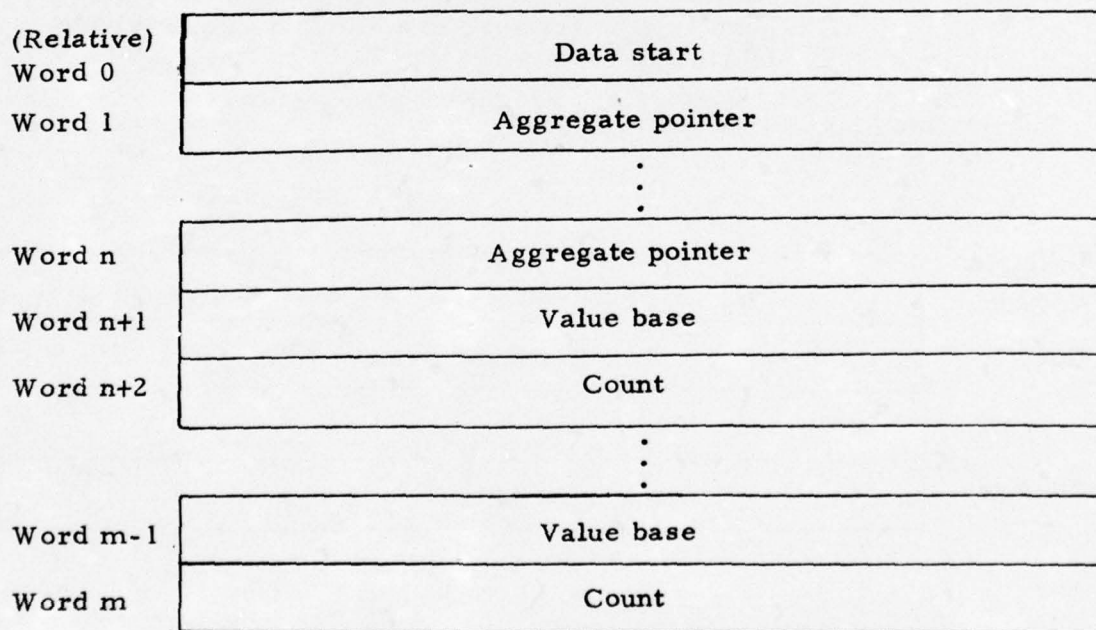 (Relative)
Word 0 Data start
Word 1 Aggregate pointer
Word n Aggregate pointer
Word n+1 Value base
Word n+2 Count
Word m-1 Value base
Word m Count